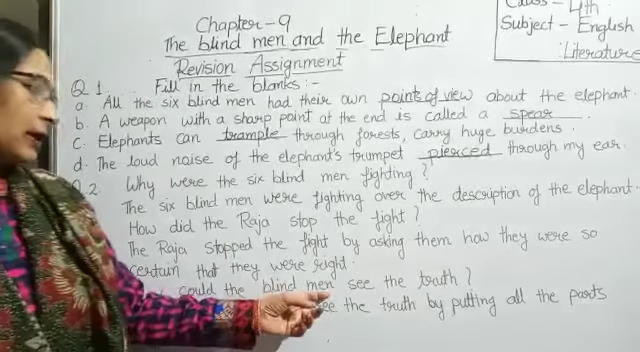 Chapter-9
The blind men and the Elephant
Revision Assignment
Class - 4th
Subject - English
Literature
Q 1. Fill in the blanks :-
a. All the six blind men had their own points of view about the elephant.
b. A weapon with a sharp point at the end is called a spear.
c. Elephants can trample through forests, carry huge burdens.
d. The loud noise of the elephant's trumpet pierced through my ear.
Q.2. Why were the six blind men fighting?
The six blind men were fighting over the description of the elephant.
How did the Raja stop the fight?
The Raja stopped the fight by asking them how they were so
certain that they were right.
could the blind men see the truth?
see the truth by putting all the parts